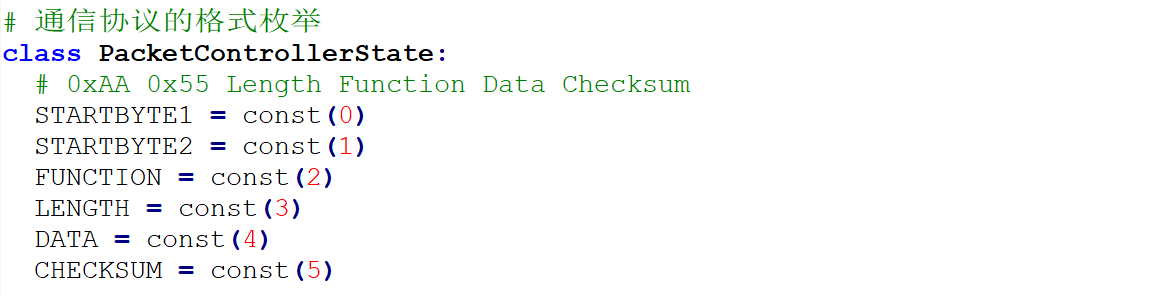 # 通信协议的格式枚举
class PacketControllerState:
  # 0xAA 0x55 Length Function Data Checksum
  STARTBYTE1 = const(0)
  STARTBYTE2 = const(1)
  FUNCTION = const(2)
  LENGTH = const(3)
  DATA = const(4)
  CHECKSUM = const(5)